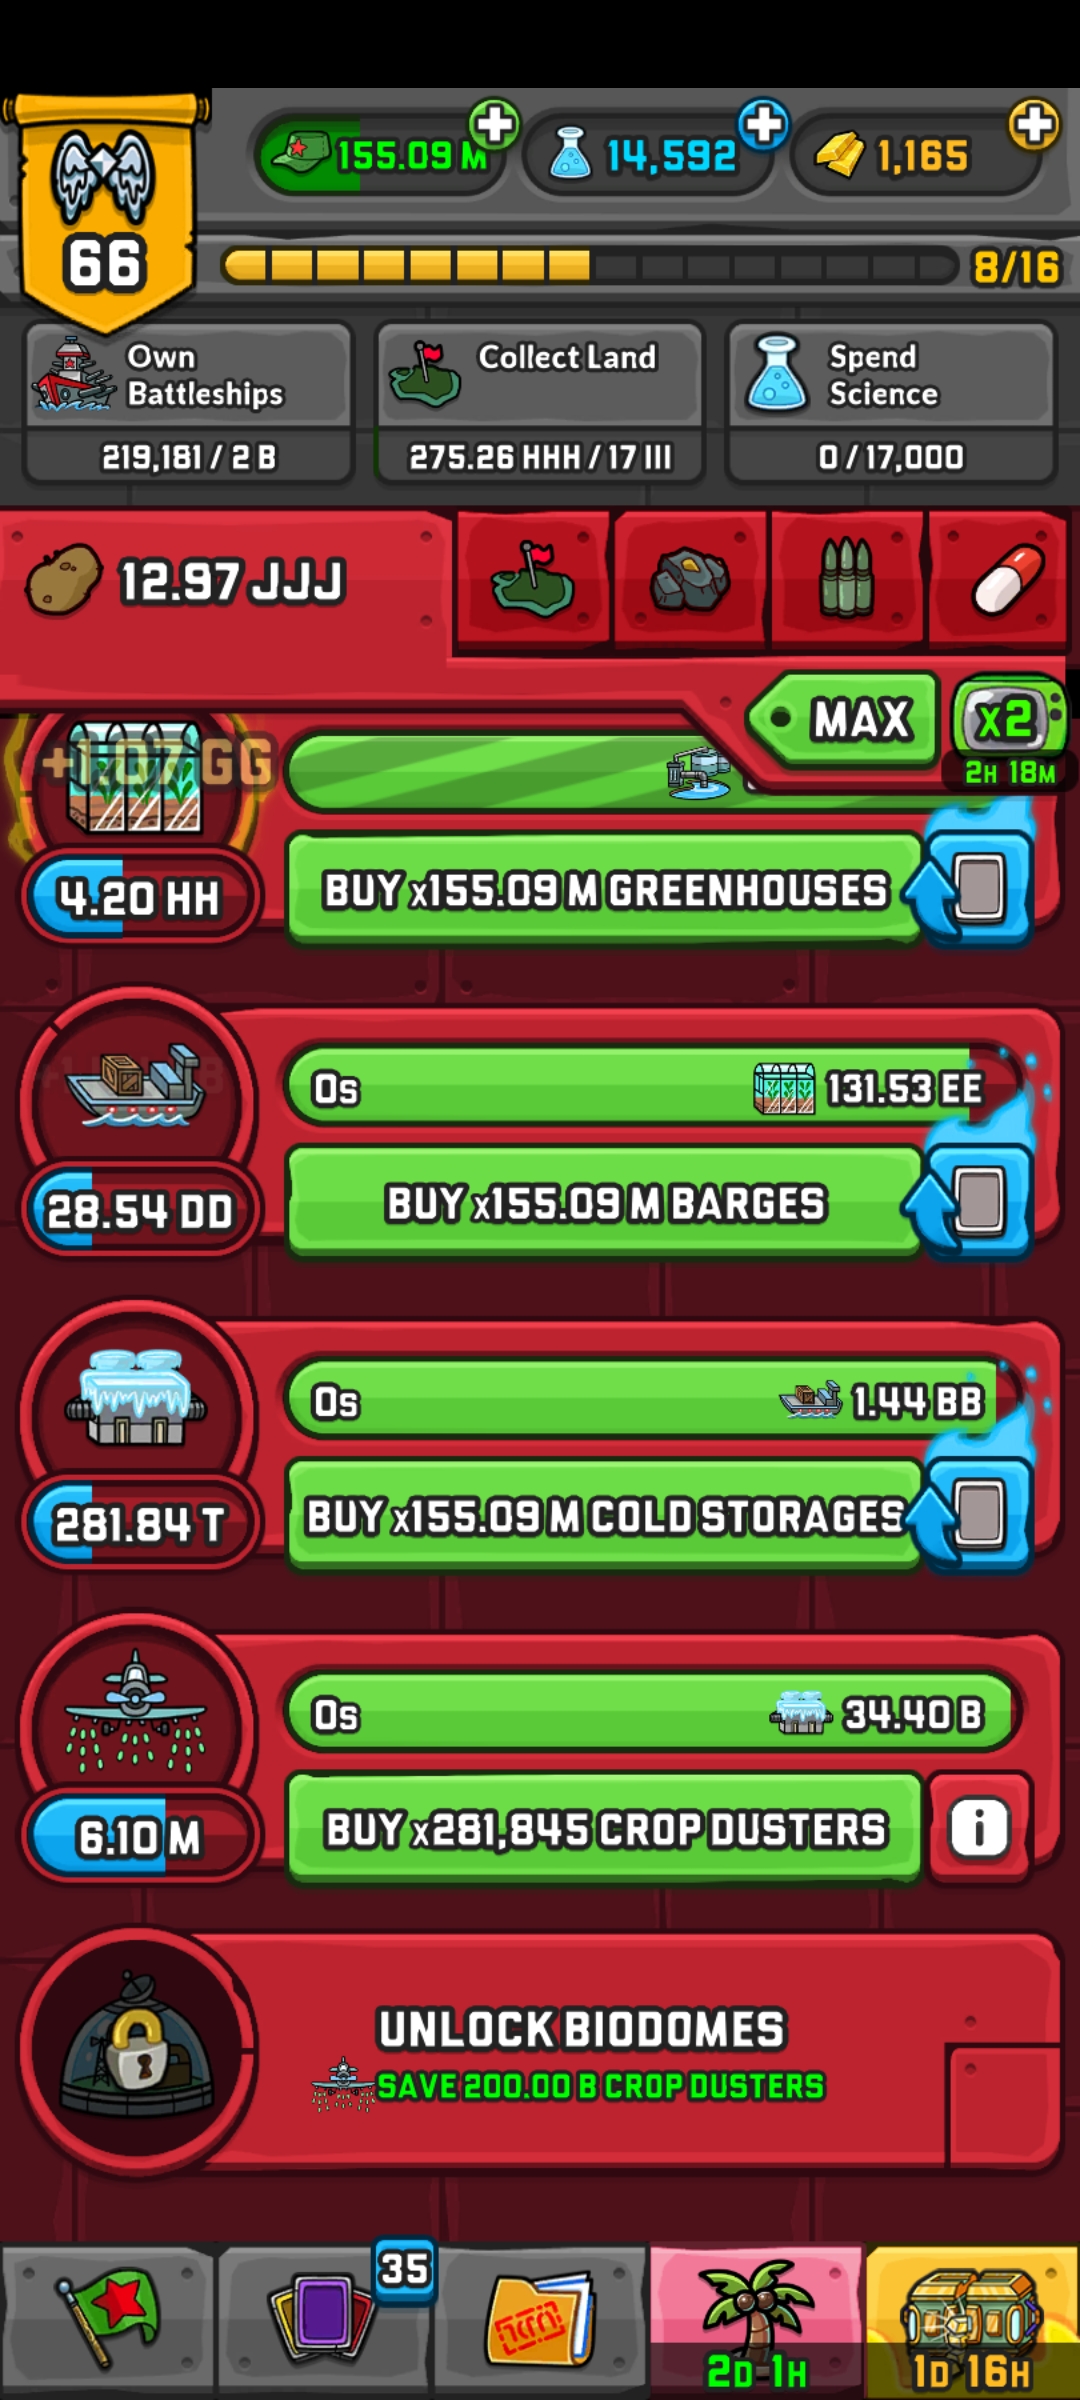 155.09 M
14,592
1,165
66
8/16
Own
Battleships
219,181 / 2 B
Collect Land
275.26 HHH / 17 III
Spend
Science
0 / 17,000
12.97 JJJ
MAX
x2
2H 18M
+1.07 GG
4.20 HH
BUY x155.09 M GREENHOUSES
0s
131.53 EE
28.54 DD
BUY x155.09 M BARGES
0s
1.44 BB
281.84 T
BUY x155.09 M COLD STORAGES
0s
34.40 B
6.10 M
BUY x281,845 CROP DUSTERS
i
UNLOCK BIODOMES
SAVE 200.00 B CROP DUSTERS
35
2D 1H
1D 16H